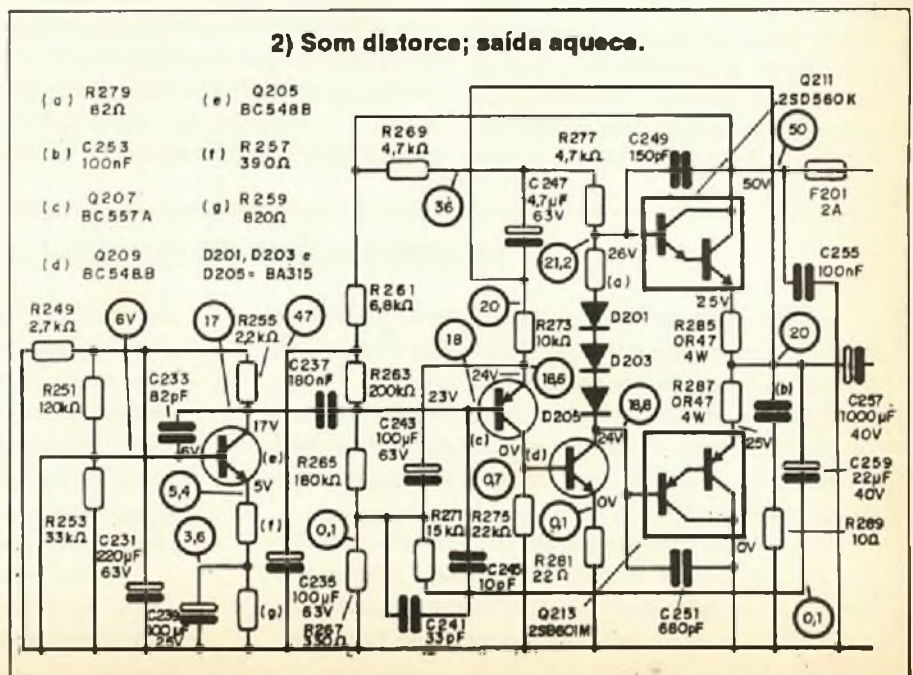 2) Som distorce; saída aquece.
(a) R279
82Ω
(b) C253
100nF
(c) Q207
BC557A
(d) Q209
BC548B
(e) Q205
BC548B
(f) R257
390Ω
(g) R259
820Ω
D201, D203 e
D205= BA315
Q211
2SD560K
R269
4,7kΩ
R277
4,7kΩ
C249
150pF
50
50V
F201
2A
36
C247
4,7µF
63V
21,2
26V
(a)
25V
C255
100nF
R249
2,7kΩ
6V
17
R255
2,2kΩ
47
R261
6,8kΩ
20
R273
10kΩ
D201
D203
D205
R285
0R47
4W
20
R251
120kΩ
C233
82pF
C237
180nF
R263
200kΩ
18
24V
18,6
23V
18,8
R287
0R47
4W
(b)
C257
1000µF
40V
17V
6V
(e)
5V
C243
100µF
63V
(c)
0V
(d)
24V
25V
C259
22µF
40V
5,4
R265
180kΩ
0,7
0V
0V
R253
33kΩ
C231
220µF
63V
3,6
(f)
0,1
R271
15kΩ
R275
22kΩ
0,1
R281
22Ω
R289
10Ω
C239
100µF
25V
(g)
C235
100µF
63V
R267
330Ω
C241
33pF
C245
10pF
Q213
2SB601M
C251
680pF
0,1